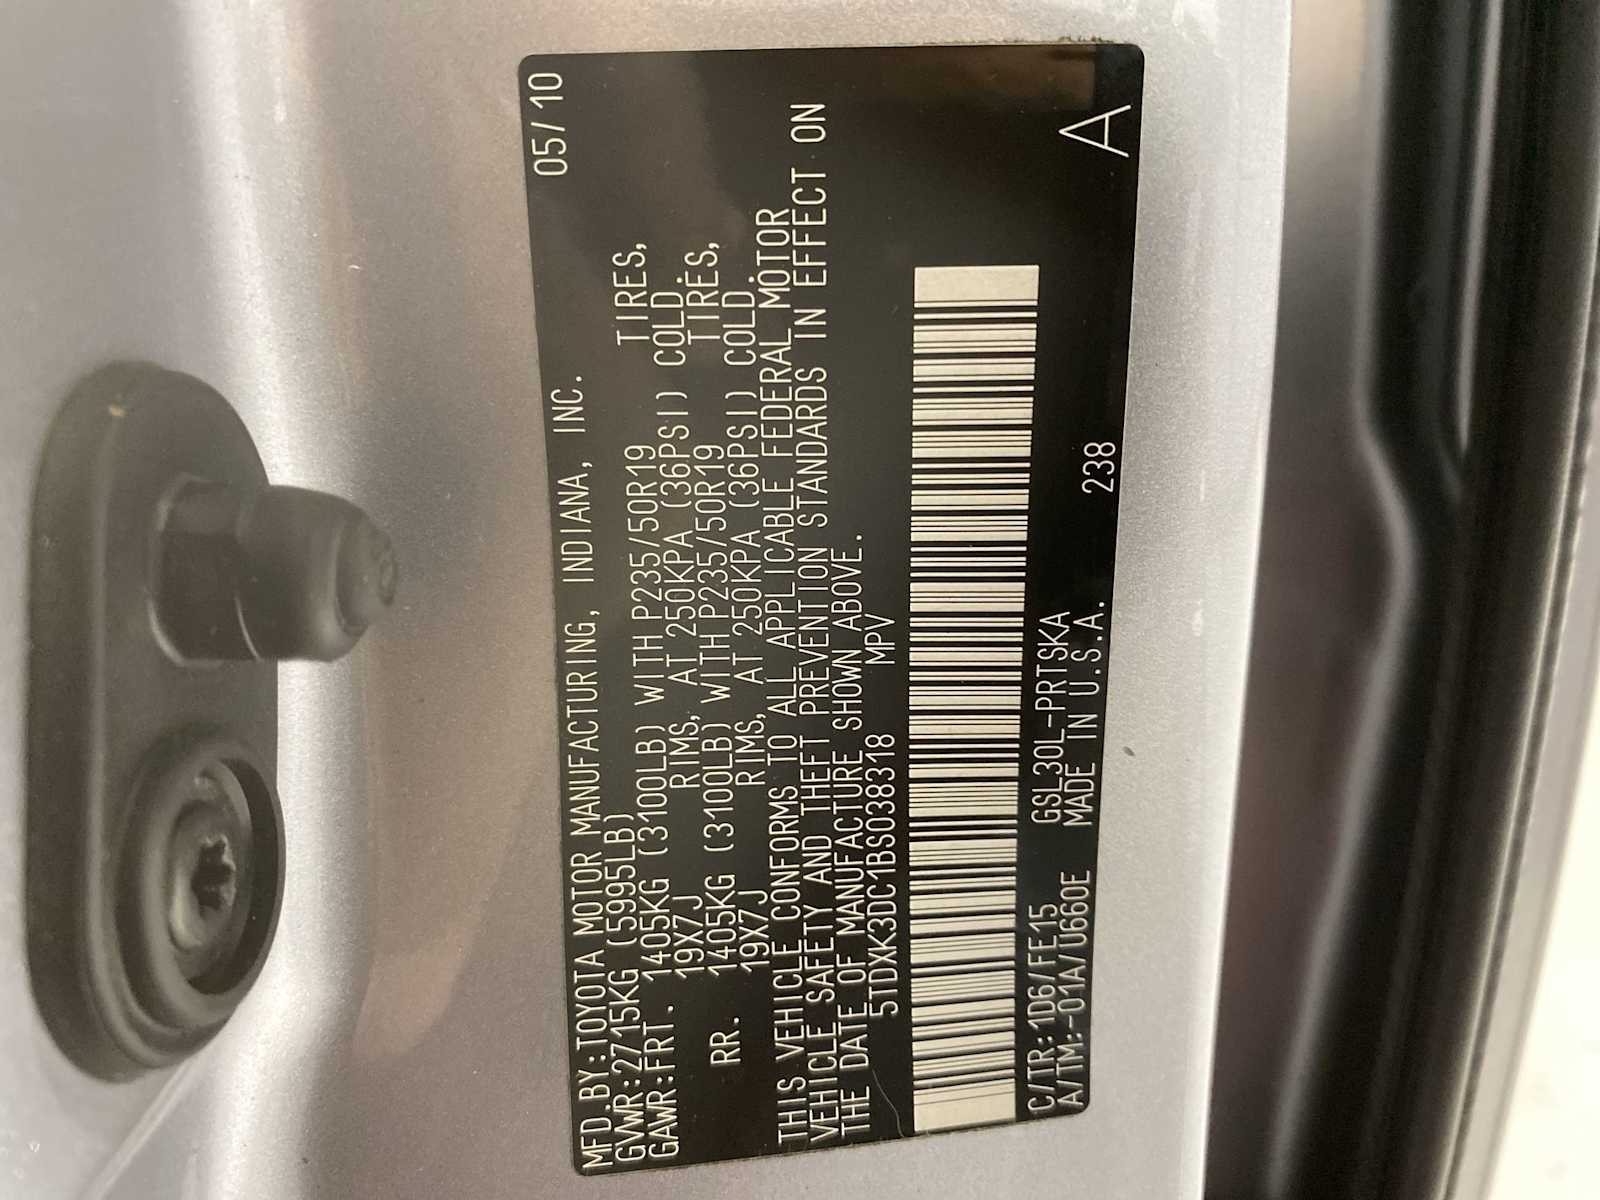 MFD.BY:TOYOTA MOTOR MANUFACTURING, INDIANA, INC. 05/10
GVWR:2715KG (5995LB)
GAWR:FRT. 1405KG (3100LB) WITH P235/50R19 TIRES,
19X7J RIMS, AT 250KPA (36PSI) COLD.
RR. 1405KG (3100LB) WITH P235/50R19 TIRES,
19X7J RIMS, AT 250KPA (36PSI) COLD.
THIS VEHICLE CONFORMS TO ALL APPLICABLE FEDERAL MOTOR
VEHICLE SAFETY AND THEFT PREVENTION STANDARDS IN EFFECT ON
THE DATE OF MANUFACTURE SHOWN ABOVE.
5TDXK3DC1BS038318 MPV
C/TR:1D6/FE15 GSL30L-PRTSKA
A/TM:-01A/U660E MADE IN U.S.A. 238 A